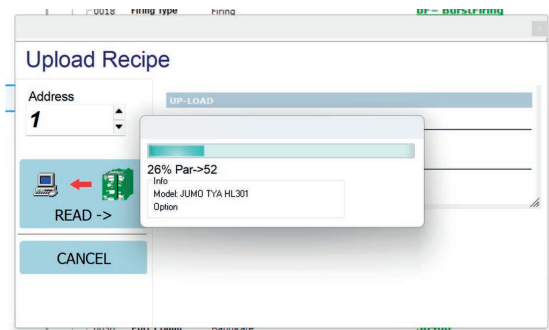 0018 Firing Type Firing BF= BurstFiring
Upload Recipe
Address
1
UP-LOAD
26% Par->52
Info
Model: JUMO TYA HL301
Option
READ ->
CANCEL